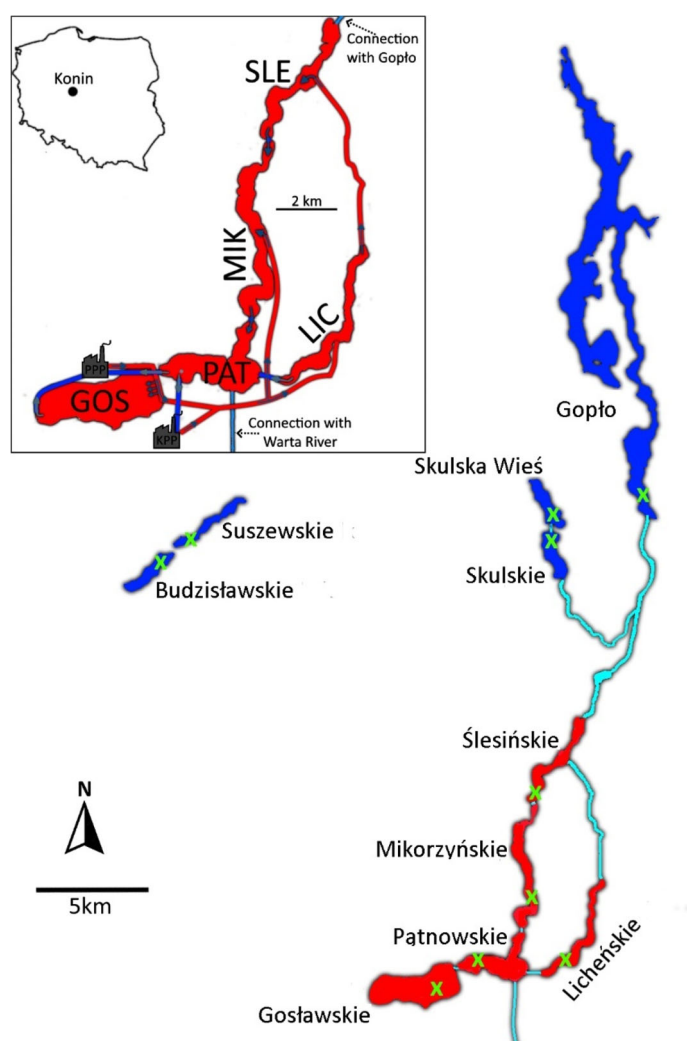 Connection
with Gopło
Konin
SLE
2 km
MIK
LIC
PPP
PAT
GOS
KPP
Connection with
Warta River
Gopło
Skulska Wieś
X
X
Suszewskie
X
X
Skulskie
X
Budzisławskie
Ślesińskie
X
N
Mikorzyńskie
5km
X
Pątnowskie
X
X
Licheńskie
X
Gosławskie